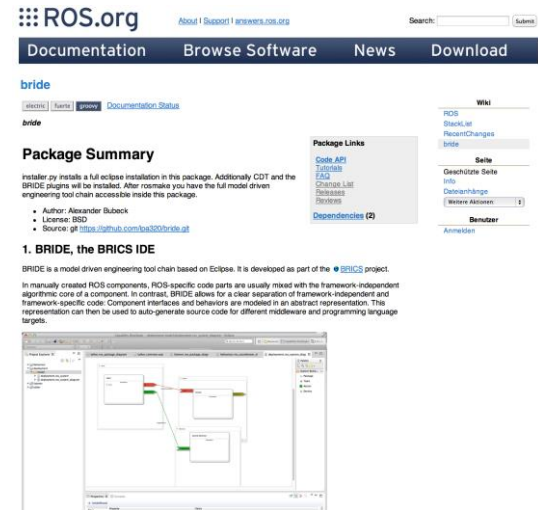 ROS.org
About | Support | answers.ros.org
Search:
Submit
Documentation Browse Software News Download
bride
electric fuerte groovy Documentation Status
bride
Package Summary
installer.py installs a full eclipse installation in this package. Additionally CDT and the
BRIDE plugins will be installed. After rosmake you have the full model driven
engineering tool chain accessible inside this package.
Author: Alexander Bubeck
License: BSD
Source: git https://github.com/ipa320/bride.git
Package Links
Code API
Tutorials
FAQ
Change List
Releases
Reviews
Dependencies (2)
Wiki
ROS
StackList
RecentChanges
bride
Seite
Geschützte Seite
Info
Dateianhänge
Weitere Aktionen:
Benutzer
Anmelden
1. BRIDE, the BRICS IDE
BRIDE is a model driven engineering tool chain based on Eclipse. It is developed as part of the BRICS project.
In manually created ROS components, ROS-specific code parts are usually mixed with the framework-independent
algorithmic core of a component. In contrast, BRIDE allows for a clear separation of framework-independent and
framework-specific code: Component interfaces and behaviors are modeled in an abstract representation. This
representation can then be used to auto-generate source code for different middleware and programming language
targets.